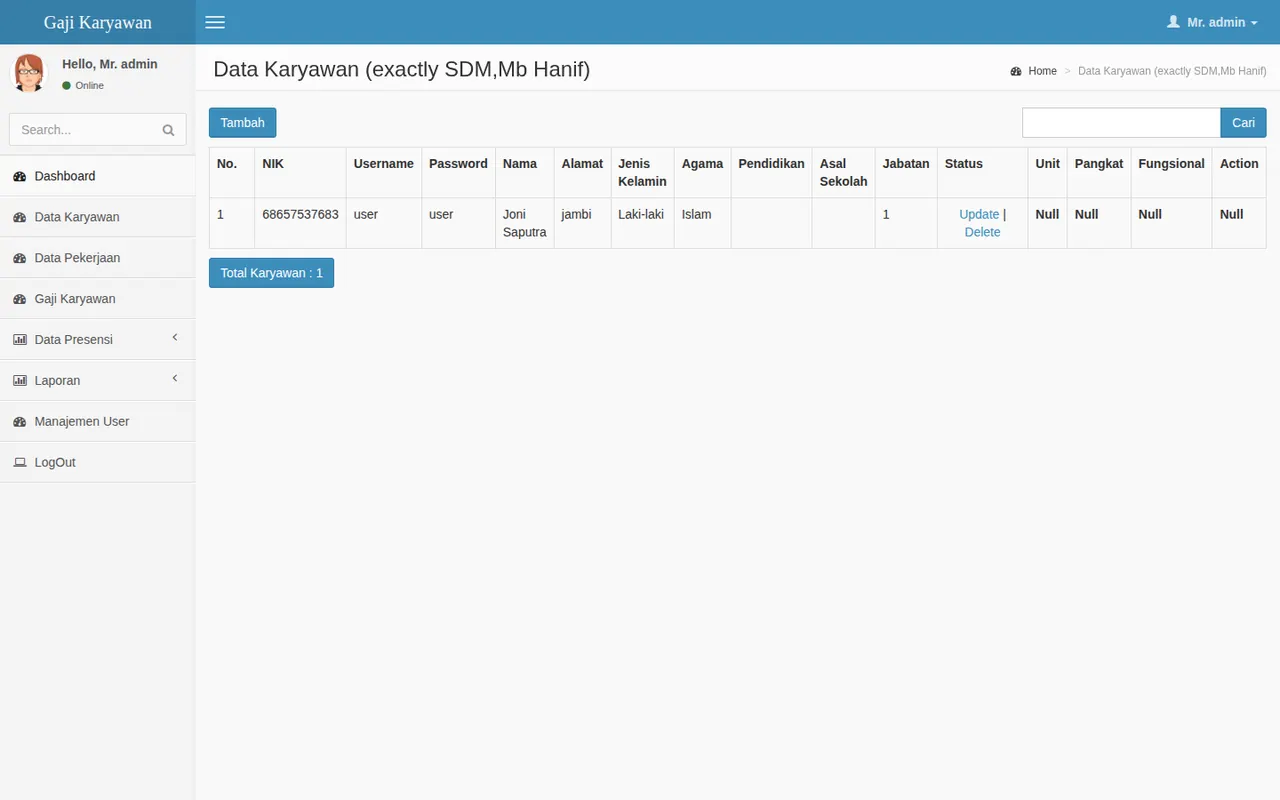 Gaji Karyawan
Mr. admin
Hello, Mr. admin
Online
Search...
Dashboard
Data Karyawan
Data Pekerjaan
Gaji Karyawan
Data Presensi
Laporan
Manajemen User
LogOut
Data Karyawan (exactly SDM,Mb Hanif)
Home > Data Karyawan (exactly SDM,Mb Hanif)
Tambah
Cari
No. NIK Username Password Nama Alamat Jenis Kelamin Agama Pendidikan Asal Sekolah Jabatan Status Unit Pangkat Fungsional Action
1 68657537683 user user Joni Saputra jambi Laki-laki Islam 1 Update | Delete Null Null Null Null
Total Karyawan : 1